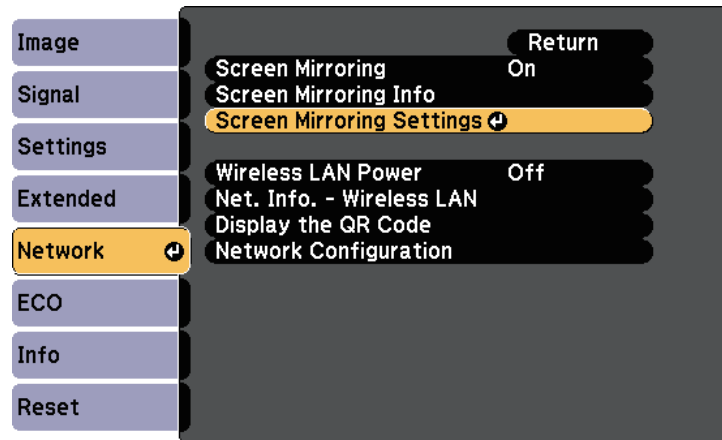 Image
Signal
Settings
Extended
Network
ECO
Info
Reset
Return
Screen Mirroring On
Screen Mirroring Info
Screen Mirroring Settings
Wireless LAN Power Off
Net. Info. - Wireless LAN
Display the QR Code
Network Configuration